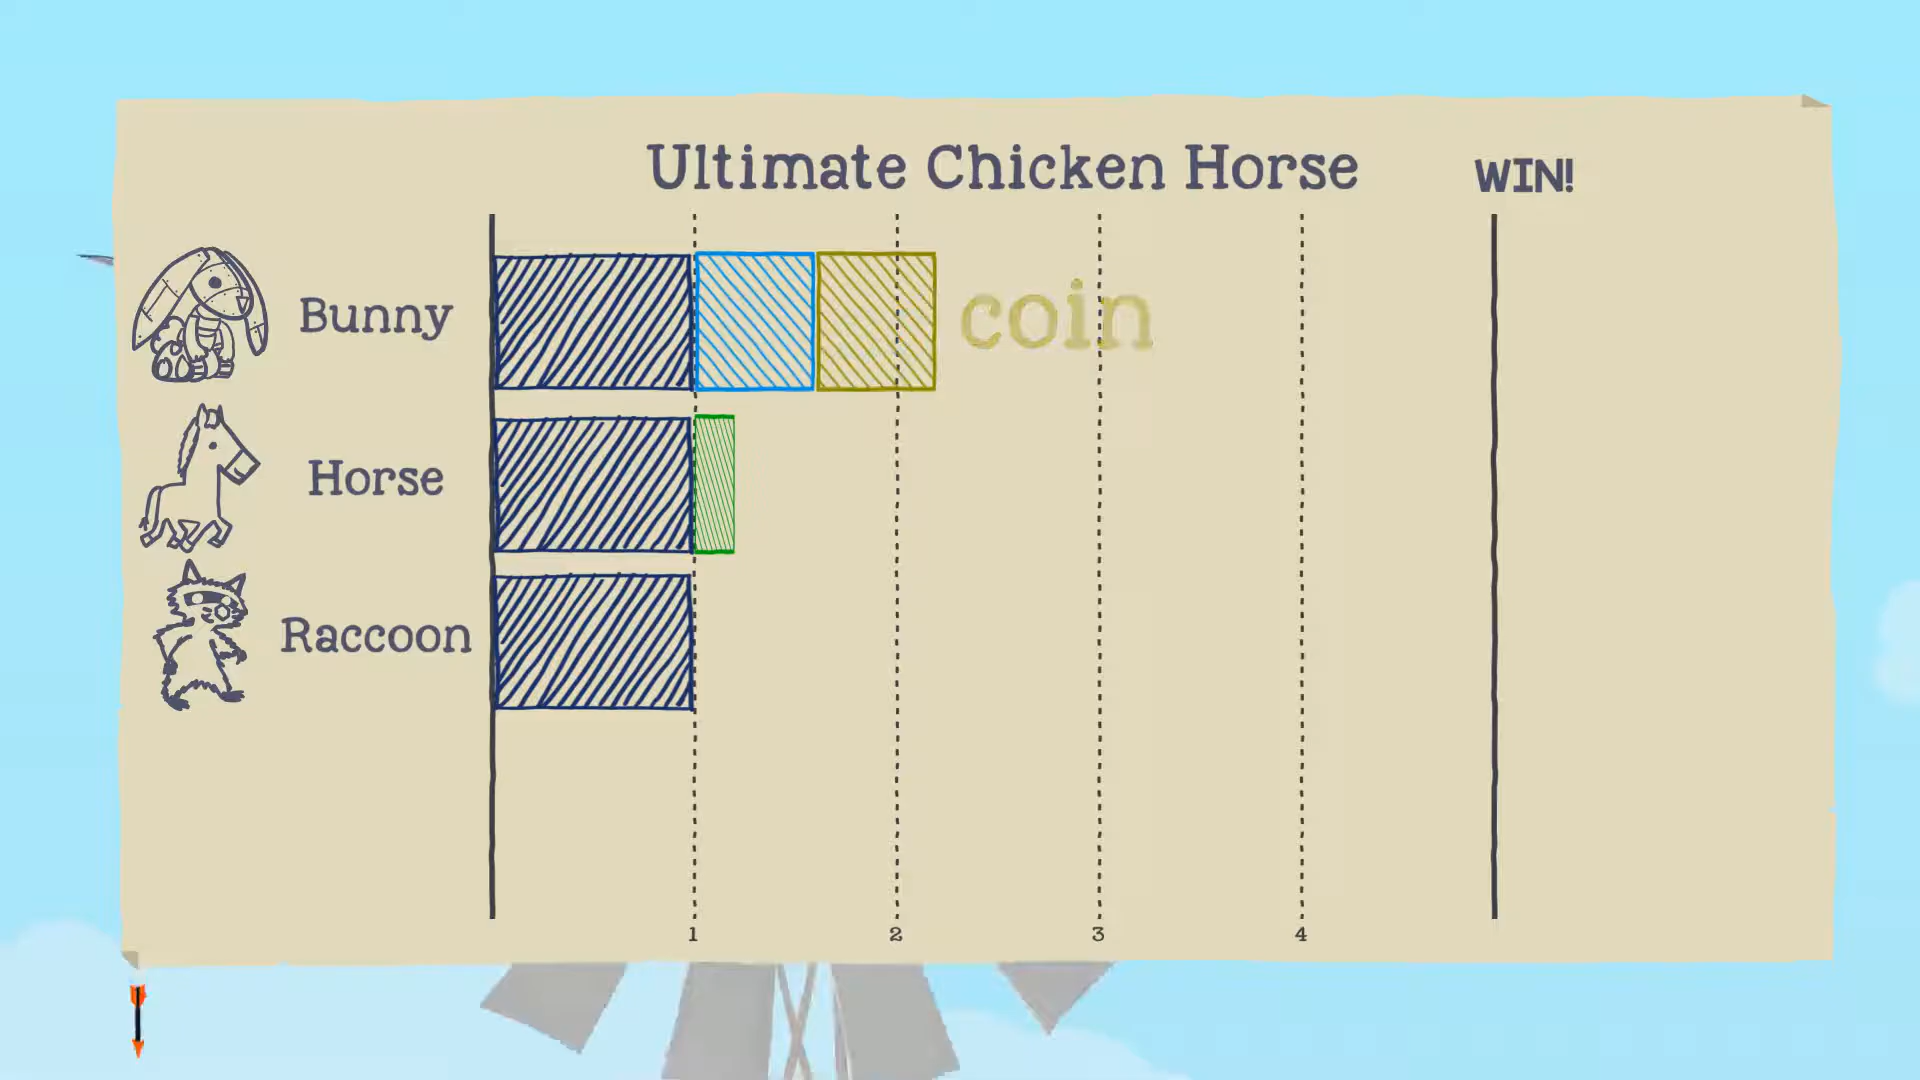 Ultimate Chicken Horse
WIN!
Bunny
coin
Horse
Raccoon
1 2 3 4